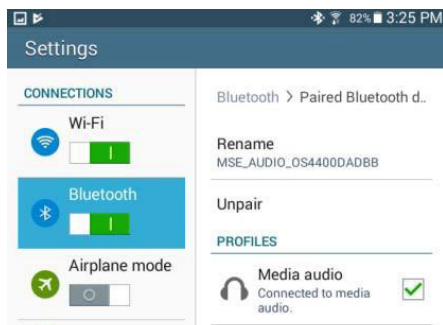 82% 3:25 PM
Settings
CONNECTIONS
Wi-Fi
Bluetooth
Airplane mode
Bluetooth > Paired Bluetooth d..
Rename
MSE_AUDIO_OS4400DADBB
Unpair
PROFILES
Media audio
Connected to media
audio.